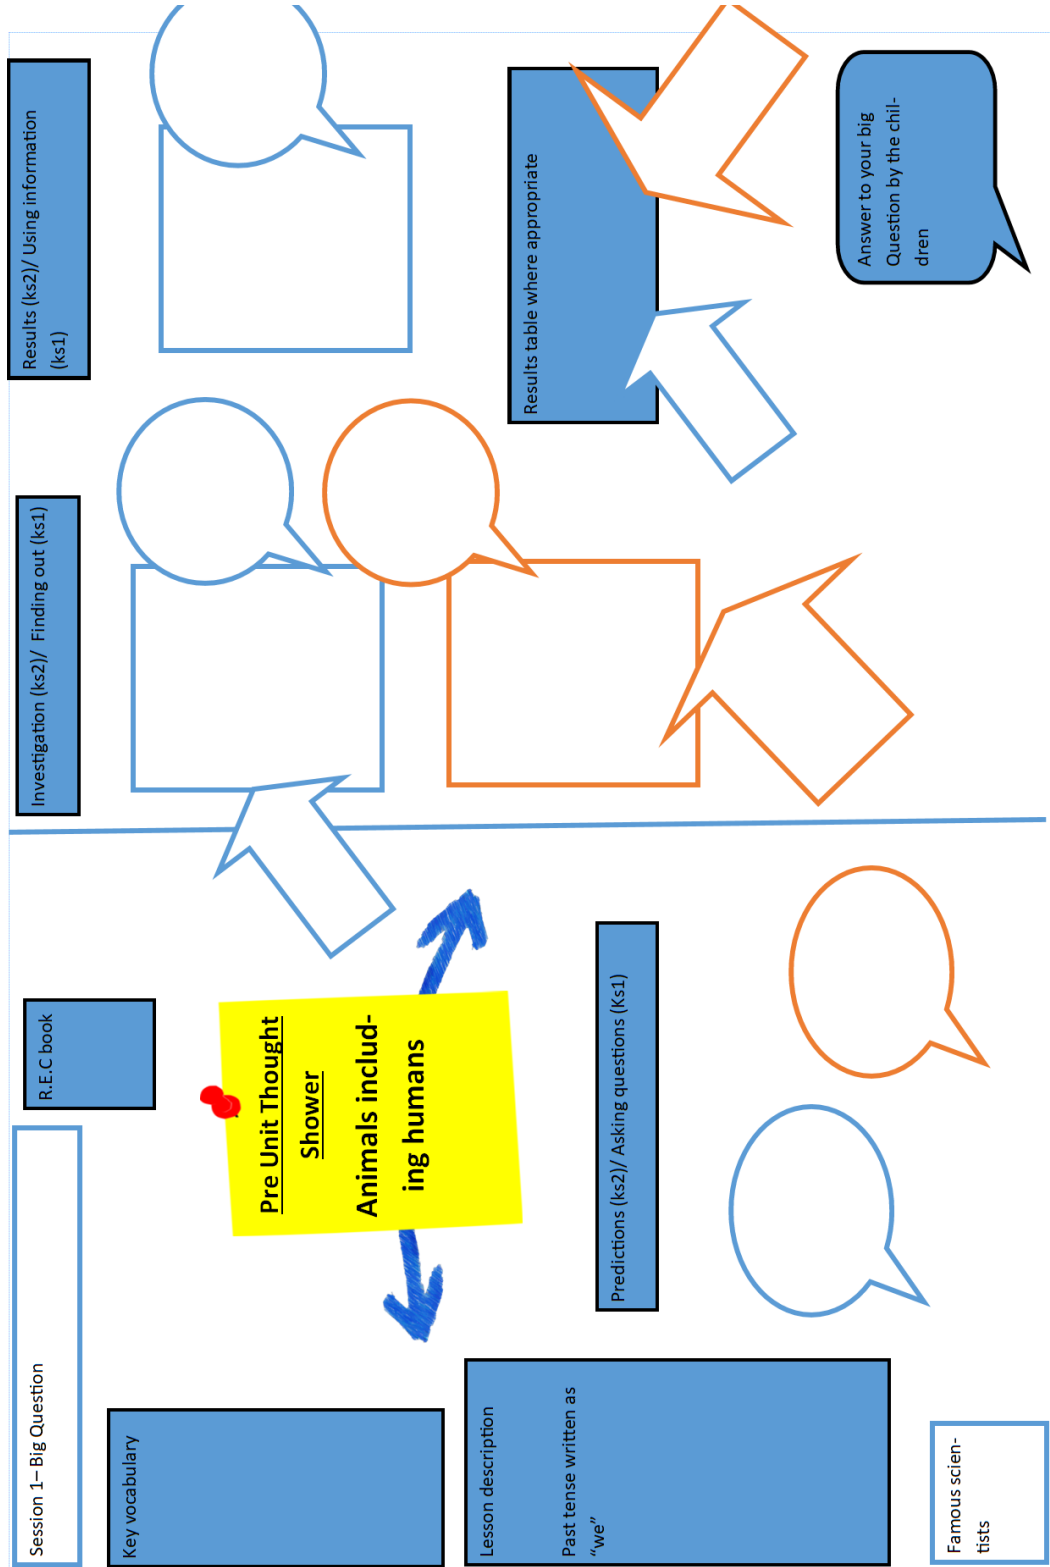 Session 1– Big Question
R.E.C book
Key vocabulary
Pre Unit Thought
Shower
Animals includ-
ing humans
Lesson description
Past tense written as
“we”
Predictions (ks2)/ Asking questions (Ks1)
Famous scien-
tists
Investigation (ks2)/ Finding out (ks1)
Results (ks2)/ Using information
(ks1)
Results table where appropriate
Answer to your big
Question by the chil-
dren